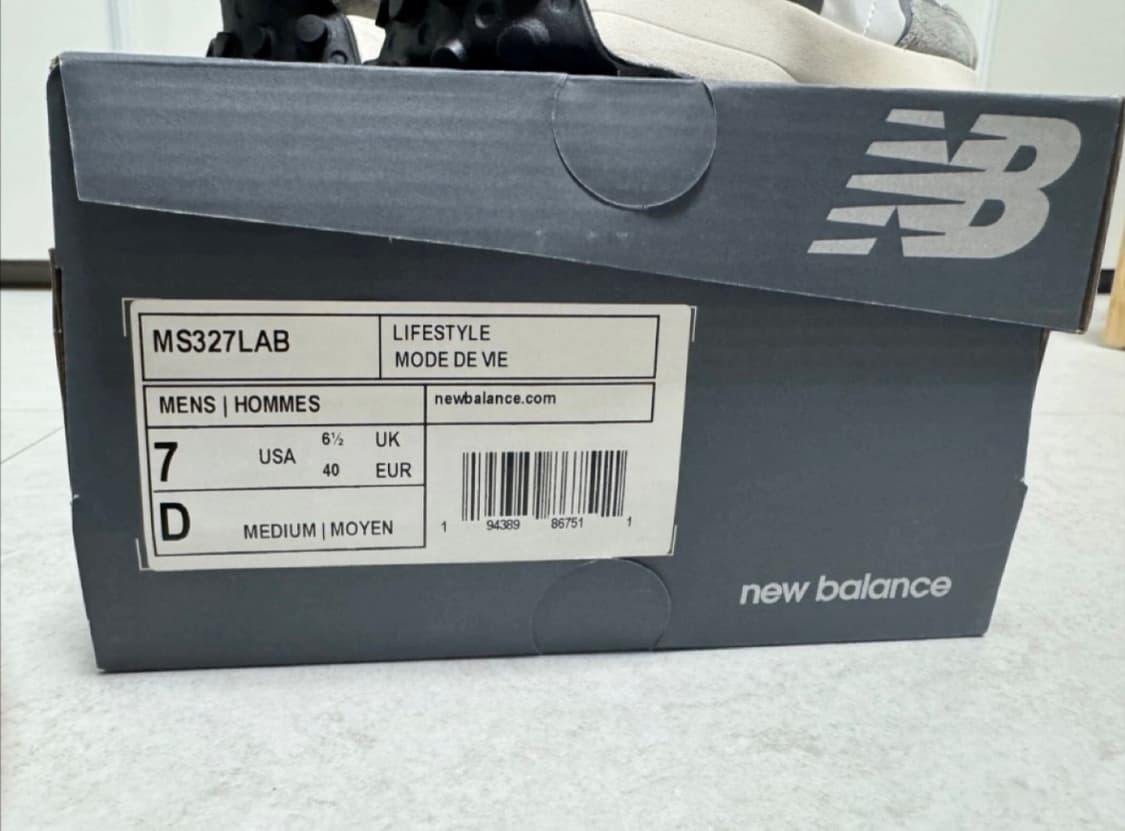 NB
MS327LAB
LIFESTYLE
MODE DE VIE
MENS | HOMMES
newbalance.com
7 USA 6½ UK
40 EUR
D MEDIUM | MOYEN
1 94389 86751 1
new balance